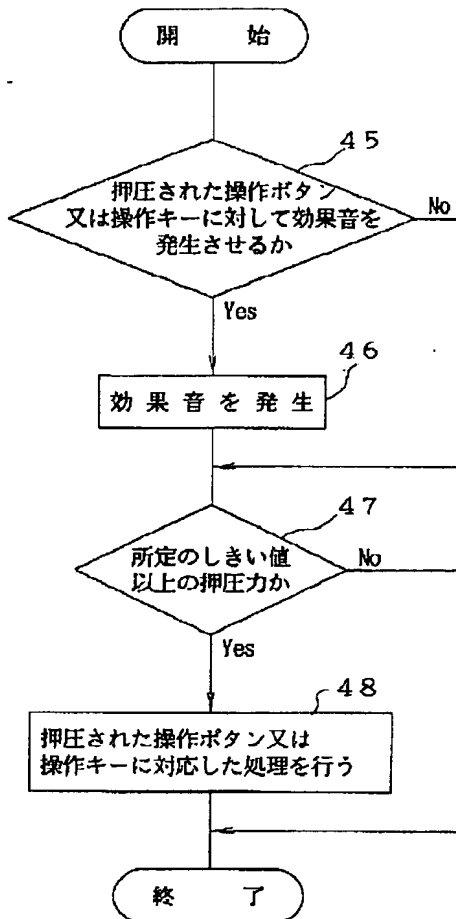 開 始
45
押圧された操作ボタン
又は操作キーに対して効果音を
発生させるか
No
Yes
46
効果音を発生
47
所定のしきい値
以上の押圧力か
No
Yes
48
押圧された操作ボタン又は
操作キーに対応した処理を行う
終 了